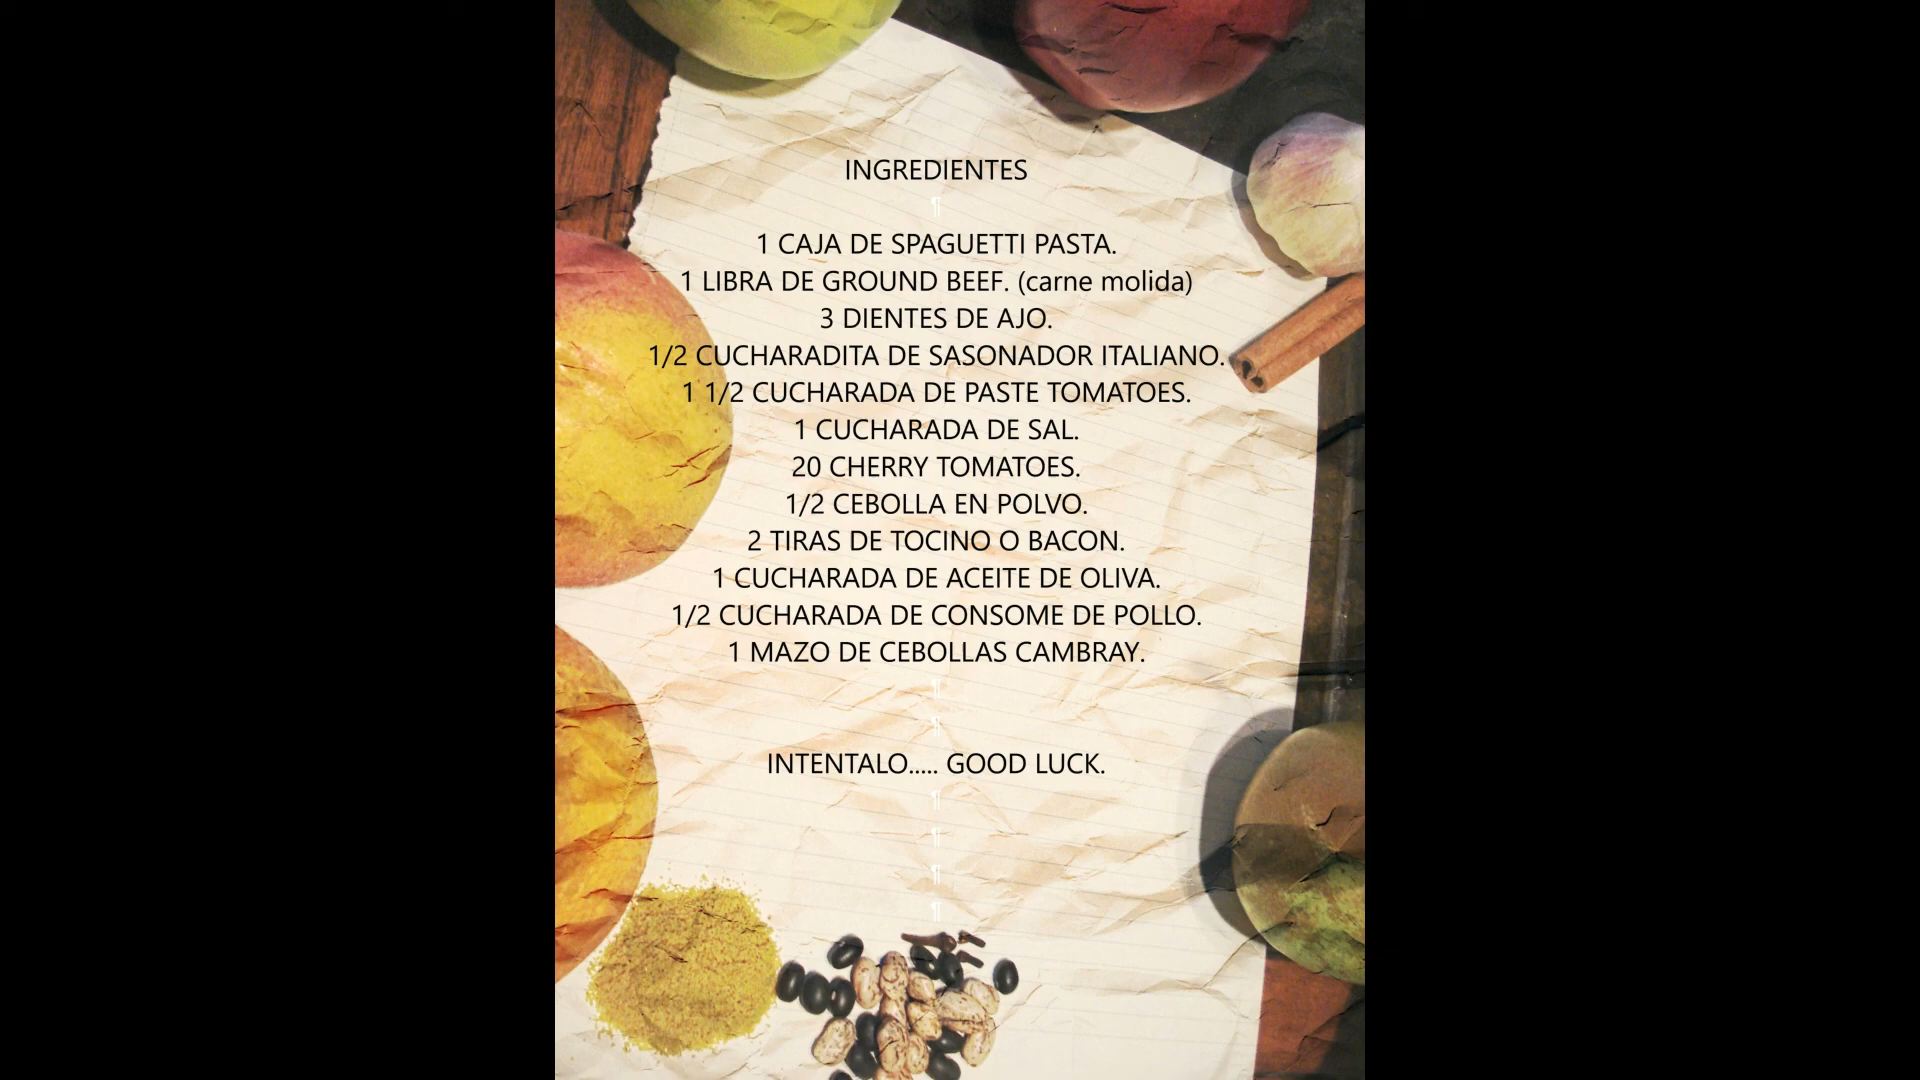 INGREDIENTES
¶
1 CAJA DE SPAGUETTI PASTA.
1 LIBRA DE GROUND BEEF. (carne molida)
3 DIENTES DE AJO.
1/2 CUCHARADITA DE SASONADOR ITALIANO.
1 1/2 CUCHARADA DE PASTE TOMATOES.
1 CUCHARADA DE SAL.
20 CHERRY TOMATOES.
1/2 CEBOLLA EN POLVO.
2 TIRAS DE TOCINO O BACON.
1 CUCHARADA DE ACEITE DE OLIVA.
1/2 CUCHARADA DE CONSOME DE POLLO.
1 MAZO DE CEBOLLAS CAMBRAY.
¶
¶
INTENTALO..... GOOD LUCK.
¶
¶
¶
¶